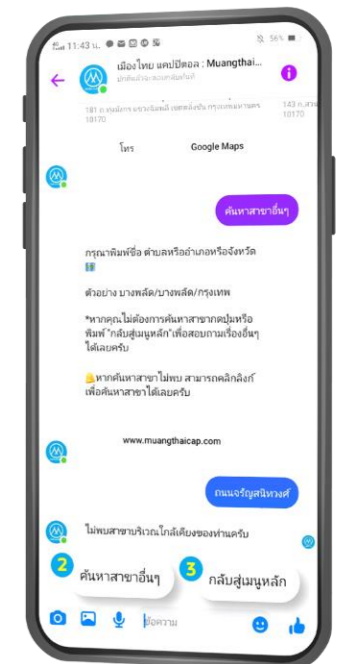 11:43 น.
56%
เมืองไทย แคปปิตอล : Muangthai...
10170
10170
โทร
Google Maps
ค้นหาสาขาอื่นๆ
กรุณาพิมพ์ชื่อ ตำบลหรืออำเภอหรือจังหวัด
ตัวอย่าง บางพลัด/บางพลัด/กรุงเทพ
*หากคุณไม่ต้องการค้นหาสาขากดปุ่มหรือ
พิมพ์ "กลับสู่เมนูหลัก"เพื่อสอบถามเรื่องอื่นๆ
ได้เลยครับ
หากค้นหาสาขาไม่พบ สามารถคลิกลิงก์
เพื่อค้นหาสาขาได้เลยครับ
www.muangthaicap.com
ถนนจรัญสนิทวงศ์
ไม่พบสาขาบริเวณใกล้เคียงของท่านครับ
2
ค้นหาสาขาอื่นๆ
3
กลับสู่เมนูหลัก
ข้อความ